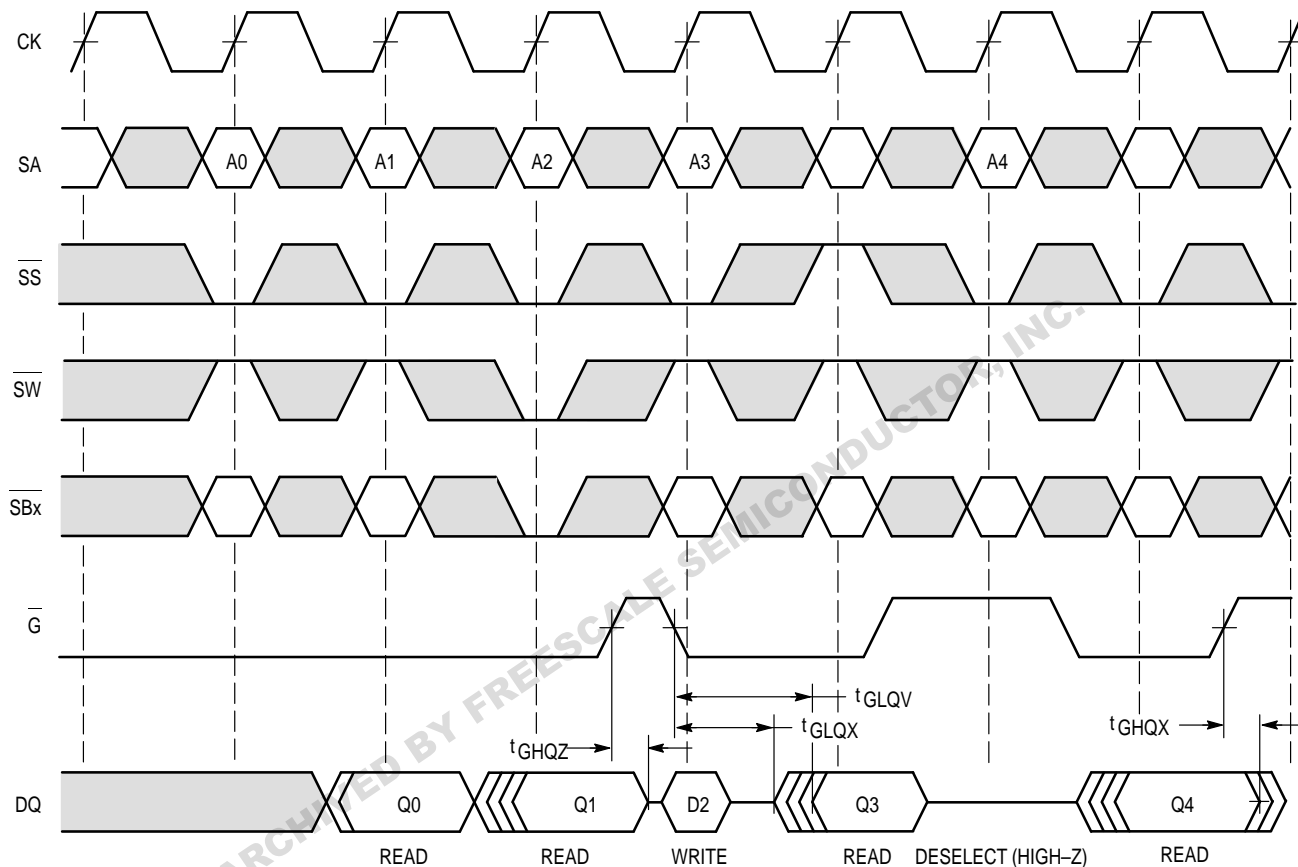 CK
SA
A0 A1 A2 A3 A4
SS
SW
SBx
G
tGLQV
tGLQX
tGHQX
tGHQZ
DQ
Q0 Q1 D2 Q3 Q4
READ READ WRITE READ DESELECT (HIGH–Z) READ
ARCHIVED BY FREESCALE SEMICONDUCTOR, INC.